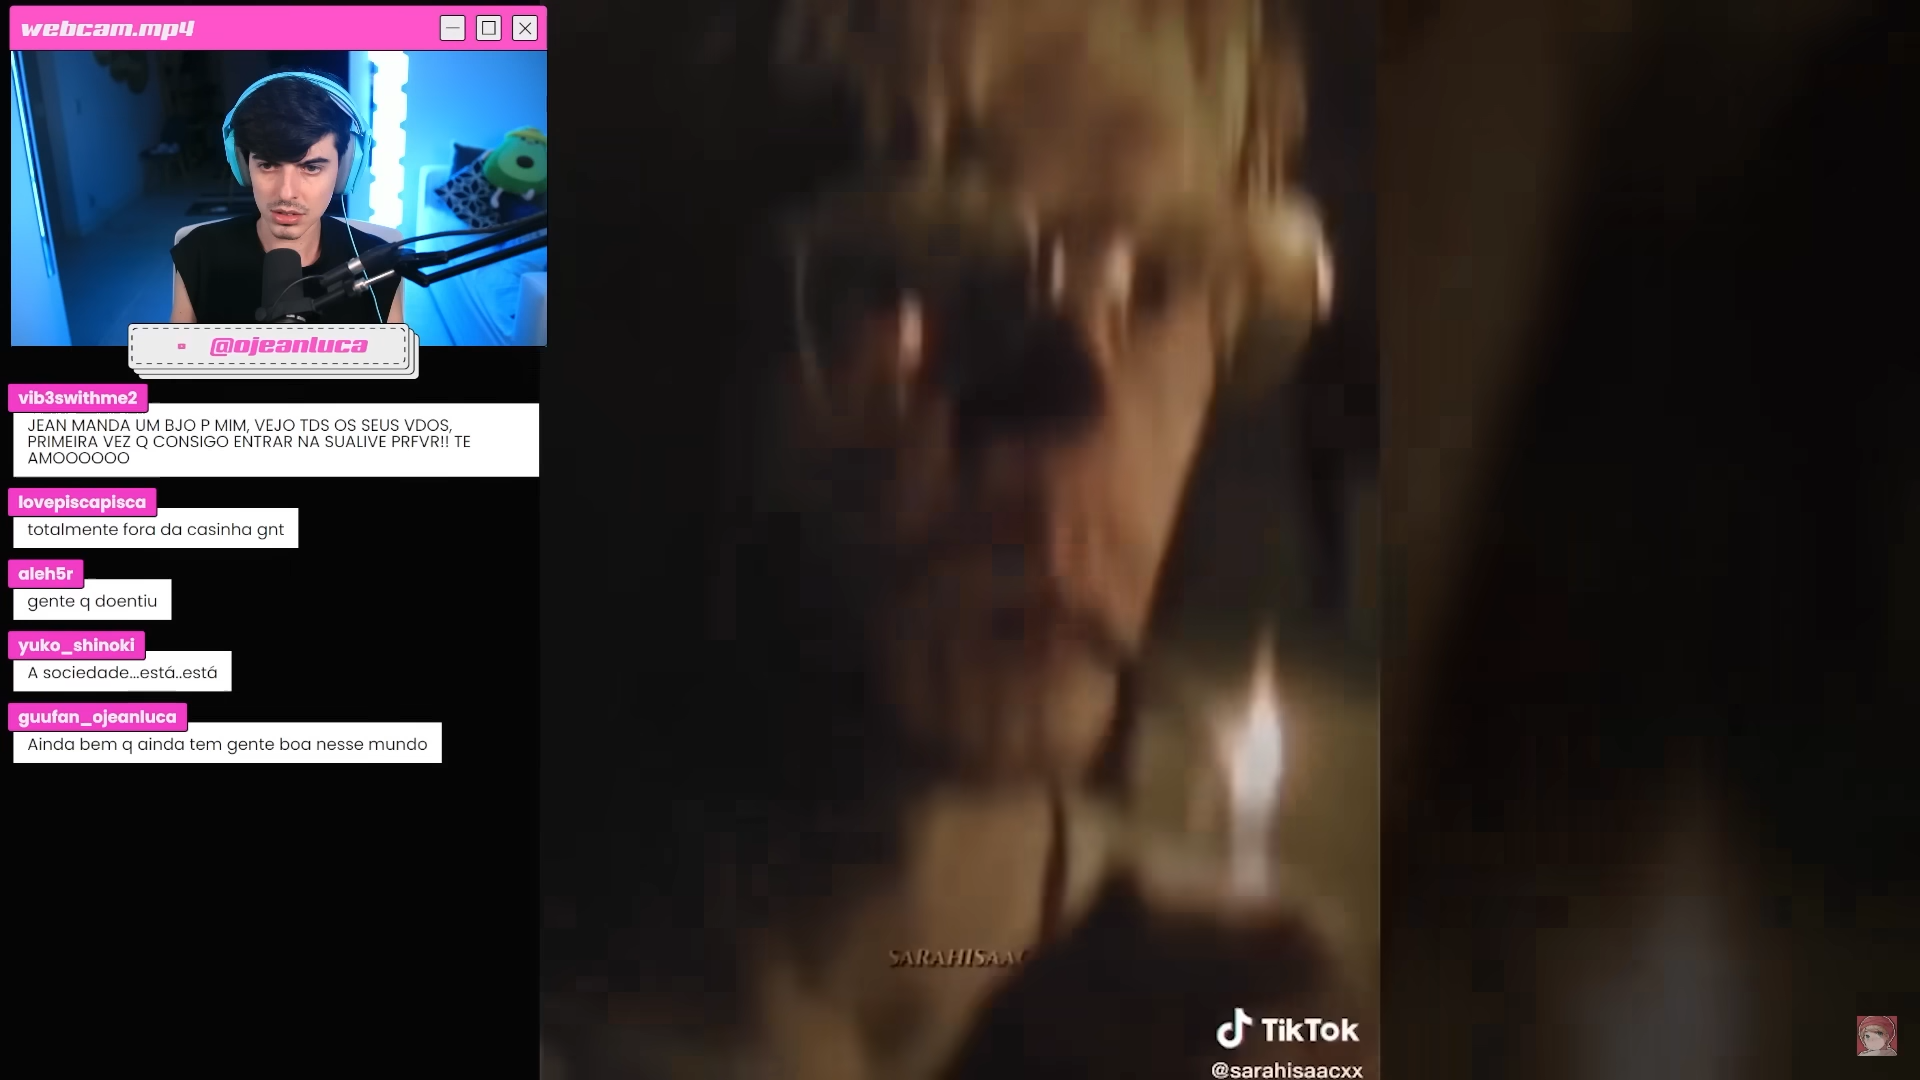 webcam.mp4
@ojeanluca
vib3swithme2
JEAN MANDA UM BJO P MIM, VEJO TDS OS SEUS VDOS,
PRIMEIRA VEZ Q CONSIGO ENTRAR NA SUALIVE PRFVR!! TE
AMOOOOOO
lovepiscapisca
totalmente fora da casinha gnt
aleh5r
gente q doentiu
yuko_shinoki
A sociedade...está..está
guufan_ojeanluca
Ainda bem q ainda tem gente boa nesse mundo
SARAHISAAC
TikTok
@sarahisaacxx